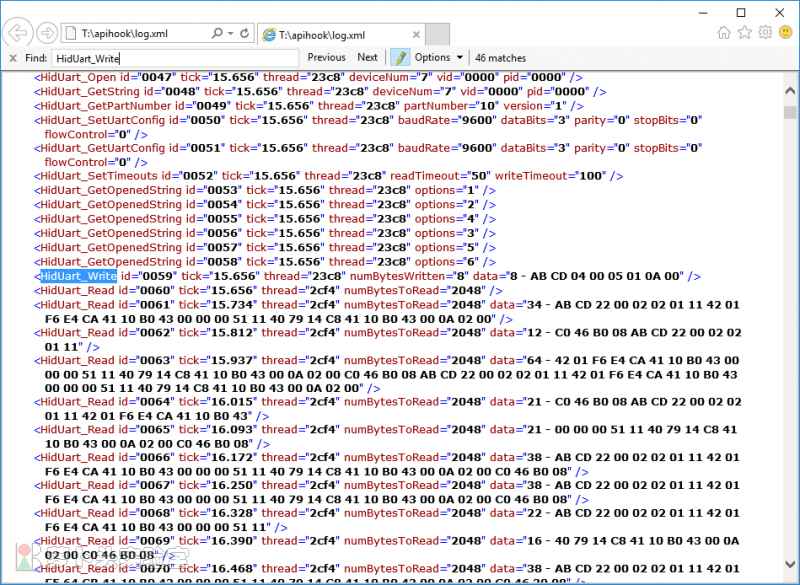 T:\apihook\log.xml
T:\apihook\log.xml
Find: HidUart_Write Previous Next Options 46 matches
<HidUart_Open id="0047" tick="15.656" thread="23c8" deviceNum="7" vid="0000" pid="0000" />
<HidUart_GetString id="0048" tick="15.656" thread="23c8" deviceNum="7" vid="0000" pid="0000" />
<HidUart_GetPartNumber id="0049" tick="15.656" thread="23c8" partNumber="10" version="1" />
<HidUart_SetUartConfig id="0050" tick="15.656" thread="23c8" baudRate="9600" dataBits="3" parity="0" stopBits="0"
flowControl="0" />
<HidUart_GetUartConfig id="0051" tick="15.656" thread="23c8" baudRate="9600" dataBits="3" parity="0" stopBits="0"
flowControl="0" />
<HidUart_SetTimeouts id="0052" tick="15.656" thread="23c8" readTimeout="50" writeTimeout="100" />
<HidUart_GetOpenedString id="0053" tick="15.656" thread="23c8" options="1" />
<HidUart_GetOpenedString id="0054" tick="15.656" thread="23c8" options="2" />
<HidUart_GetOpenedString id="0055" tick="15.656" thread="23c8" options="4" />
<HidUart_GetOpenedString id="0056" tick="15.656" thread="23c8" options="3" />
<HidUart_GetOpenedString id="0057" tick="15.656" thread="23c8" options="5" />
<HidUart_GetOpenedString id="0058" tick="15.656" thread="23c8" options="6" />
<HidUart_Write id="0059" tick="15.656" thread="23c8" numBytesWritten="8" data="8 - AB CD 04 00 05 01 0A 00" />
<HidUart_Read id="0060" tick="15.656" thread="2cf4" numBytesToRead="2048" />
<HidUart_Read id="0061" tick="15.734" thread="2cf4" numBytesToRead="2048" data="34 - AB CD 22 00 02 02 01 11 42 01
F6 E4 CA 41 10 B0 43 00 00 00 51 11 40 79 14 C8 41 10 B0 43 00 0A 02 00" />
<HidUart_Read id="0062" tick="15.812" thread="2cf4" numBytesToRead="2048" data="12 - C0 46 B0 08 AB CD 22 00 02 02
01 11" />
<HidUart_Read id="0063" tick="15.937" thread="2cf4" numBytesToRead="2048" data="64 - 42 01 F6 E4 CA 41 10 B0 43 00
00 00 51 11 40 79 14 C8 41 10 B0 43 00 0A 02 00 C0 46 B0 08 AB CD 22 00 02 02 01 11 42 01 F6 E4 CA 41 10 B0 43
00 00 00 51 11 40 79 14 C8 41 10 B0 43 00 0A 02 00" />
<HidUart_Read id="0064" tick="16.015" thread="2cf4" numBytesToRead="2048" data="21 - C0 46 B0 08 AB CD 22 00 02 02
01 11 42 01 F6 E4 CA 41 10 B0 43" />
<HidUart_Read id="0065" tick="16.093" thread="2cf4" numBytesToRead="2048" data="21 - 00 00 00 51 11 40 79 14 C8 41
10 B0 43 00 0A 02 00 C0 46 B0 08" />
<HidUart_Read id="0066" tick="16.172" thread="2cf4" numBytesToRead="2048" data="38 - AB CD 22 00 02 02 01 11 42 01
F6 E4 CA 41 10 B0 43 00 00 00 51 11 40 79 14 C8 41 10 B0 43 00 0A 02 00 C0 46 B0 08" />
<HidUart_Read id="0067" tick="16.250" thread="2cf4" numBytesToRead="2048" data="38 - AB CD 22 00 02 02 01 11 42 01
F6 E4 CA 41 10 B0 43 00 00 00 51 11 40 79 14 C8 41 10 B0 43 00 0A 02 00 C0 46 B0 08" />
<HidUart_Read id="0068" tick="16.328" thread="2cf4" numBytesToRead="2048" data="22 - AB CD 22 00 02 02 01 11 42 01
F6 E4 CA 41 10 B0 43 00 00 00 51 11" />
<HidUart_Read id="0069" tick="16.390" thread="2cf4" numBytesToRead="2048" data="16 - 40 79 14 C8 41 10 B0 43 00 0A
02 00 C0 46 B0 08" />
<HidUart_Read id="0070" tick="16.468" thread="2cf4" numBytesToRead="2048" data="38 - AB CD 22 00 02 02 01 11 42 01